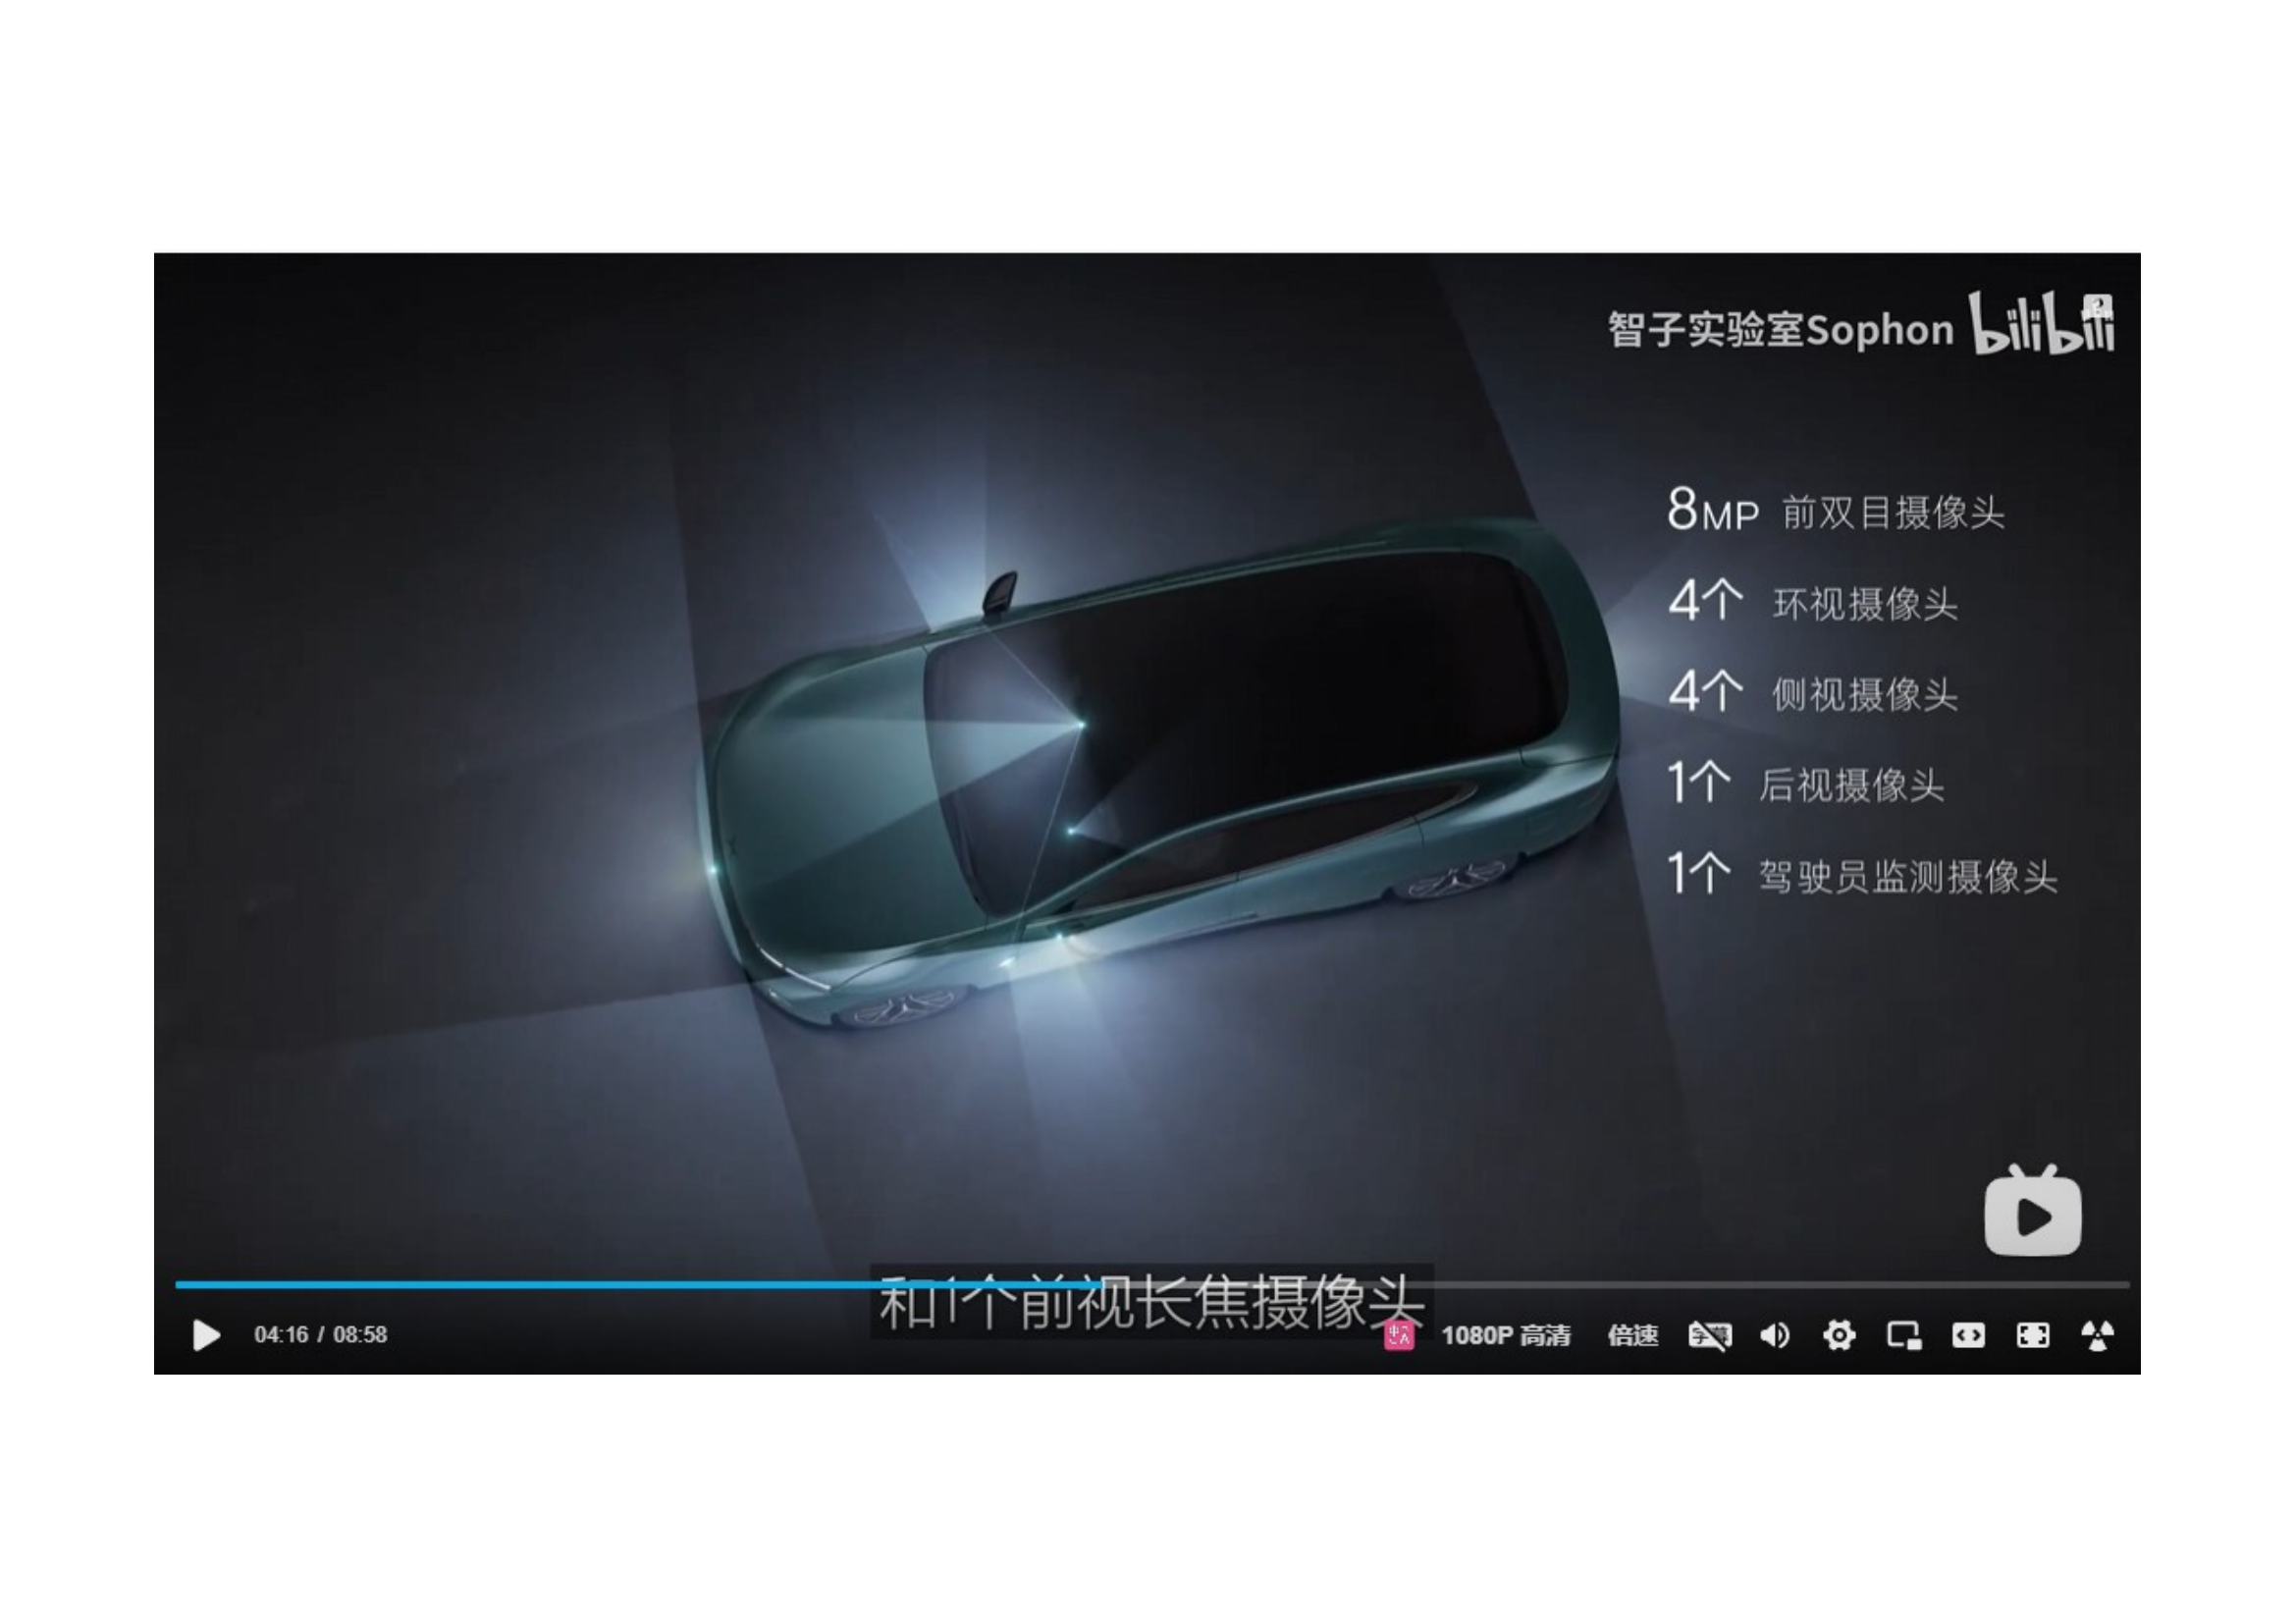 智子实验室Sophon bilibili
8MP 前双目摄像头
4个 环视摄像头
4个 侧视摄像头
1个 后视摄像头
1个 驾驶员监测摄像头
和1个前视长焦摄像头
04:16 / 08:58
1080P 高清 倍速 字幕